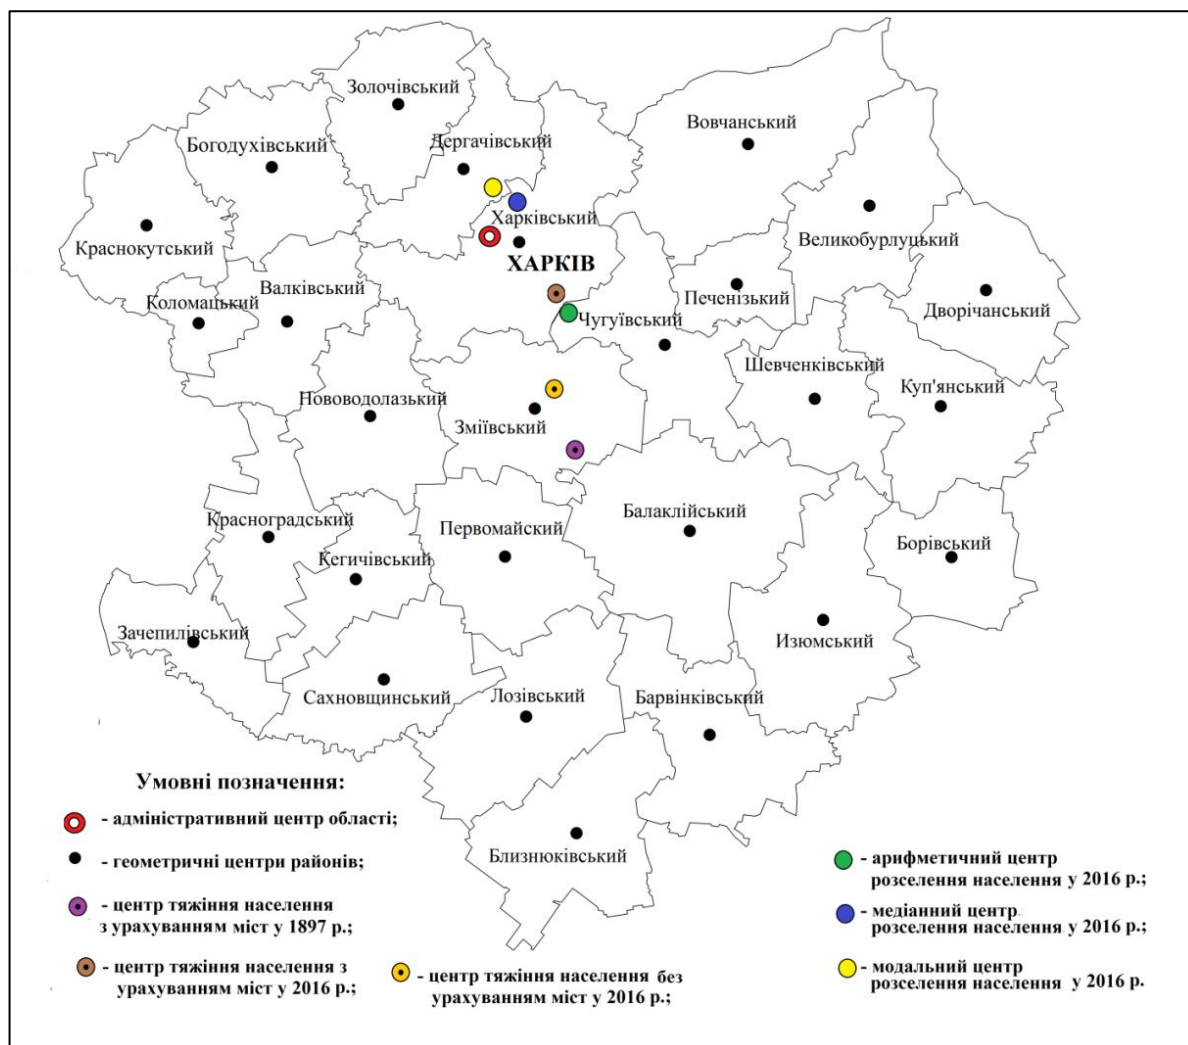 Золочівський
Вовчанський
Богодухівський
Дергачівський
Харківський
Краснокутський
Великобурлуцький
ХАРКІВ
Коломацький
Валківський
Печенізький
Дворічанський
Чугуївський
Шевченківський
Куп'янський
Нововодолазький
Зміївський
Красноградський
Первомайский
Балаклійський
Борівський
Кегичівський
Зачепилівський
Изюмський
Сахновщинський
Лозівський
Барвінківський
Близнюківський
Умовні позначення:
- адміністративний центр області;
- геометричні центри районів;
- центр тяжіння населення
з урахуванням міст у 1897 р.;
- центр тяжіння населення з
урахуванням міст у 2016 р.;
- центр тяжіння населення без
урахуванням міст у 2016 р.;
- арифметичний центр
розселення населення у 2016 р.;
- медіанний центр
розселення населення у 2016 р.;
- модальний центр
розселення населення у 2016 р.